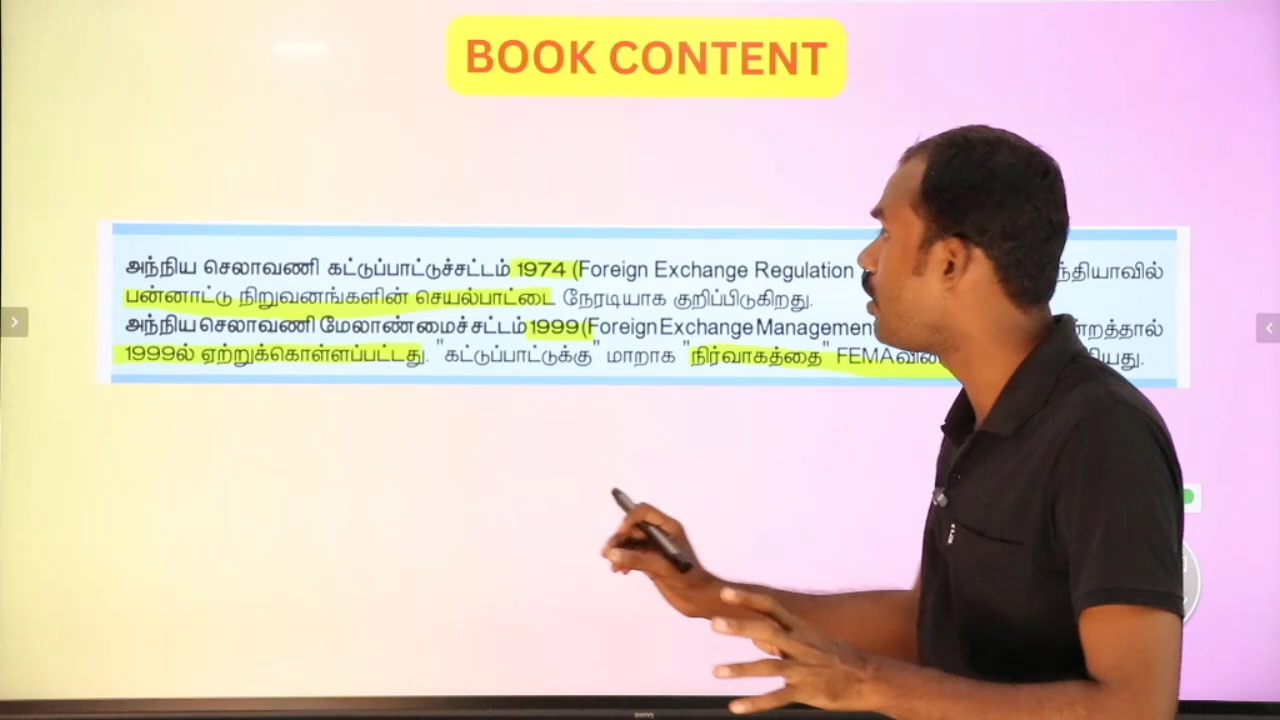 BOOK CONTENT
அந்நிய செலாவணி கட்டுப்பாட்டுச்சட்டம் 1974 (Foreign Exchange Regulation
பன்னாட்டு நிறுவனங்களின் செயல்பாட்டை நேரடியாக குறிப்பிடுகிறது.
அந்நிய செலாவணி மேலாண்மைச் சட்டம் 1999 (Foreign Exchange Management
1999ல் ஏற்றுக்கொள்ளப்பட்டது. "கட்டுப்பாட்டுக்கு" மாறாக "நிர்வாகத்தை"
BenQ